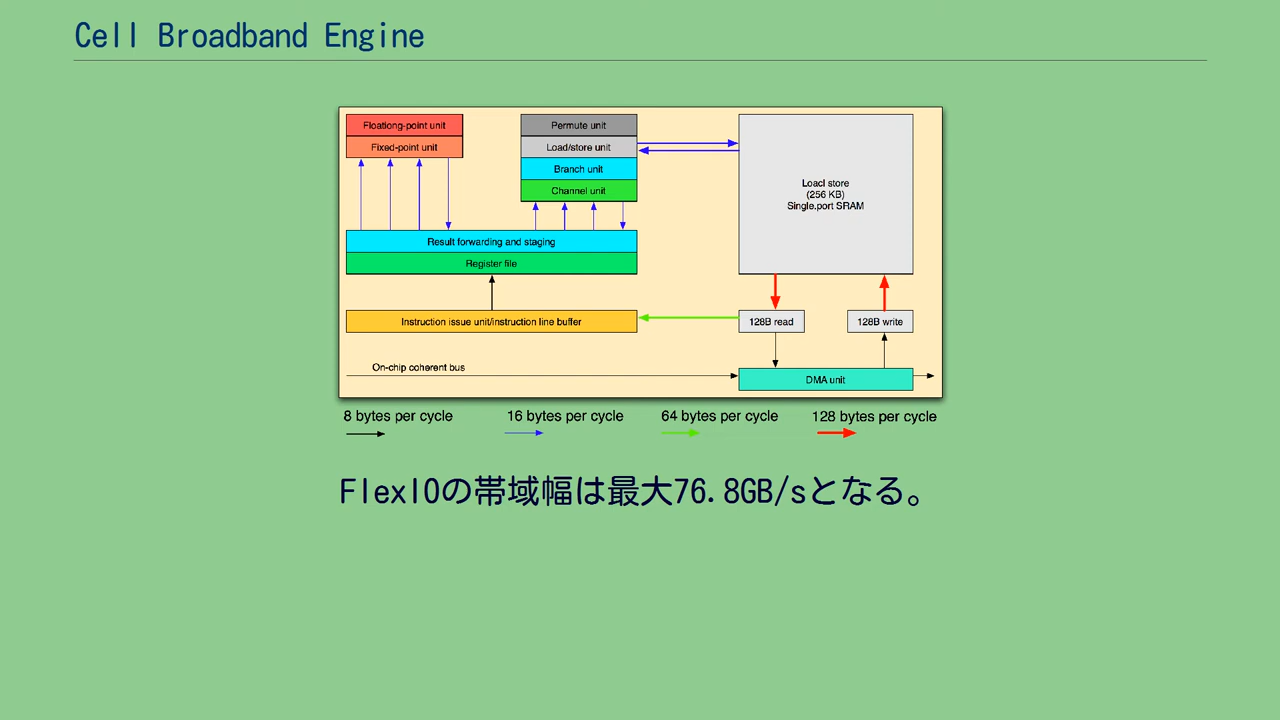 Cell Broadband Engine
Floationg-point unit
Fixed-point unit
Permute unit
Load/store unit
Branch unit
Channel unit
Loacl store
(256 KB)
Single.port SRAM
Result forwarding and staging
Register file
Instruction issue unit/instruction line buffer
128B read
128B write
On-chip coherent bus
DMA unit
8 bytes per cycle
16 bytes per cycle
64 bytes per cycle
128 bytes per cycle
FlexIOの帯域幅は最大76.8GB/sとなる。